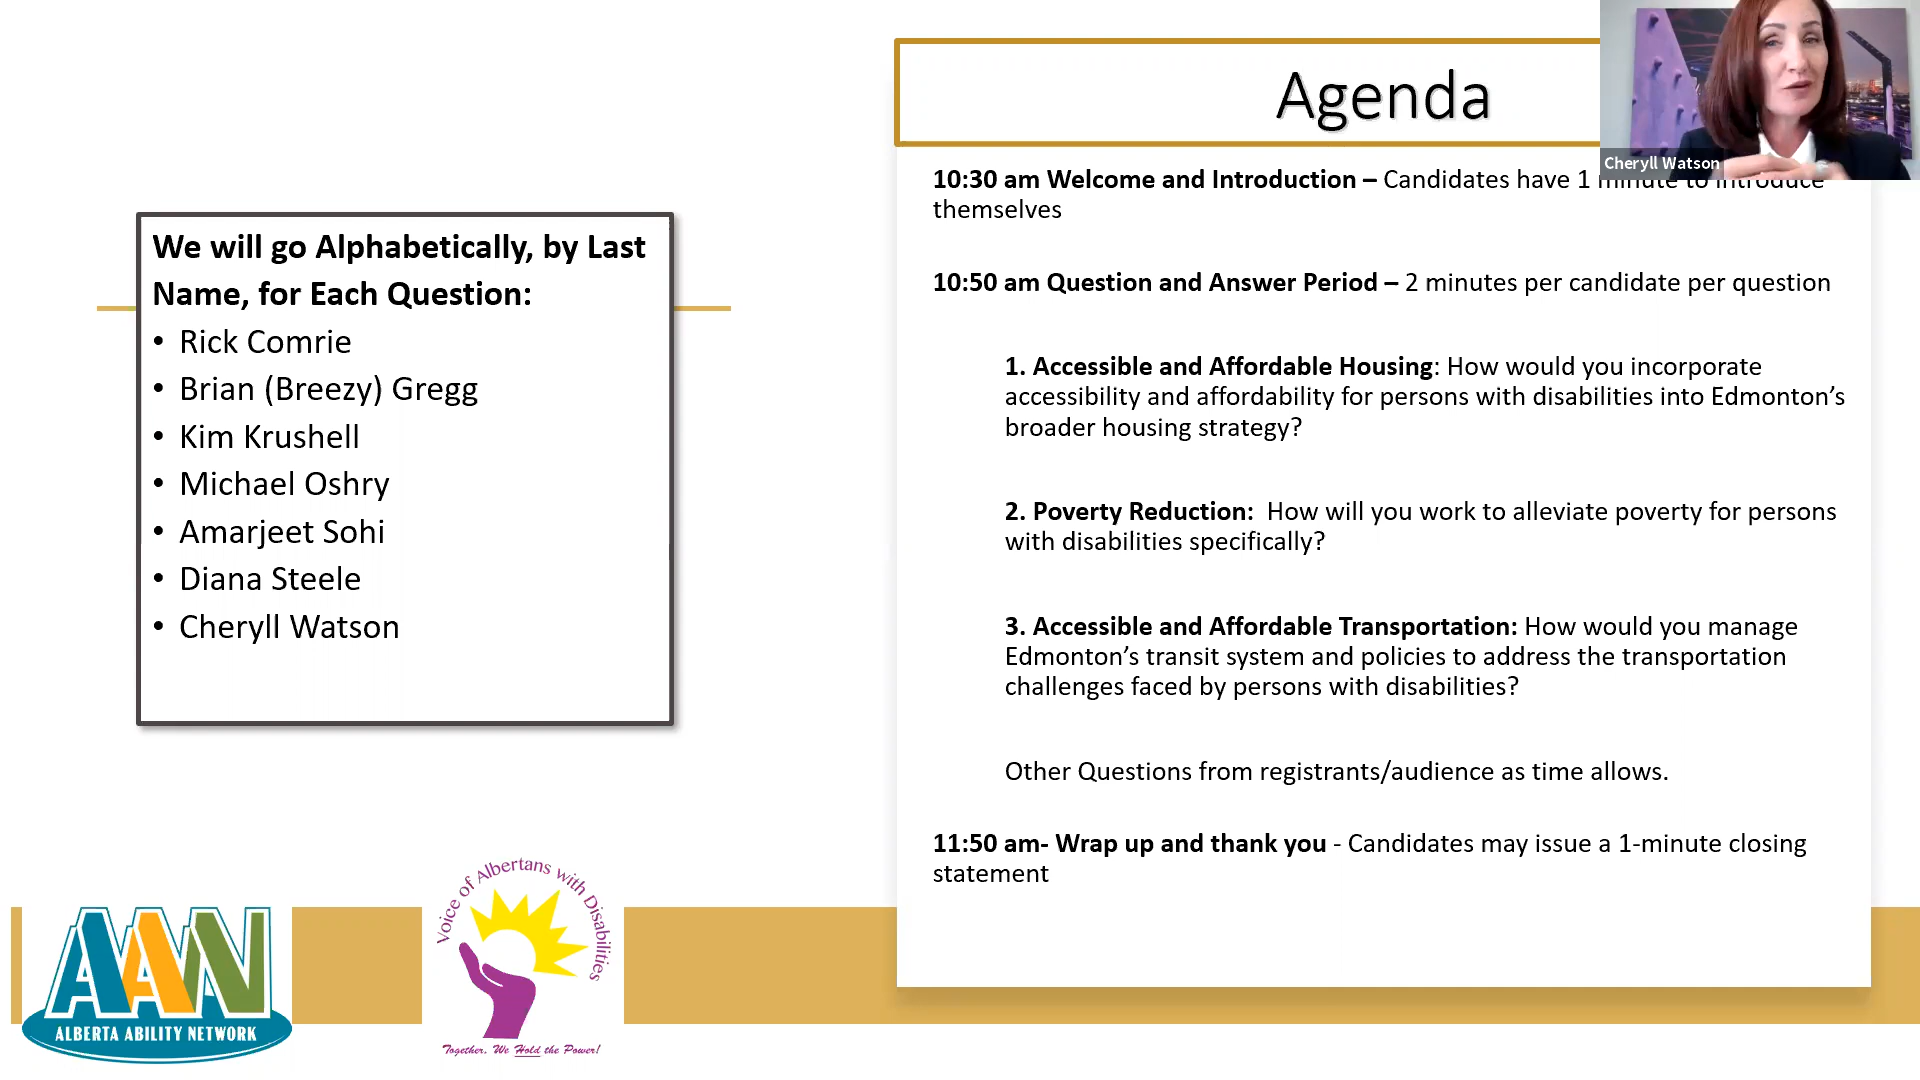 We will go Alphabetically, by Last
Name, for Each Question:
• Rick Comrie
• Brian (Breezy) Gregg
• Kim Krushell
• Michael Oshry
• Amarjeet Sohi
• Diana Steele
• Cheryll Watson
Agenda
Cheryll Watson
10:30 am Welcome and Introduction – Candidates have 1 minute to introduce
themselves
10:50 am Question and Answer Period – 2 minutes per candidate per question
1. Accessible and Affordable Housing: How would you incorporate
accessibility and affordability for persons with disabilities into Edmonton’s
broader housing strategy?
2. Poverty Reduction:  How will you work to alleviate poverty for persons
with disabilities specifically?
3. Accessible and Affordable Transportation: How would you manage
Edmonton’s transit system and policies to address the transportation
challenges faced by persons with disabilities?
Other Questions from registrants/audience as time allows.
11:50 am- Wrap up and thank you - Candidates may issue a 1-minute closing
statement
AAN
ALBERTA ABILITY NETWORK
Voice of Albertans with Disabilities
Together, We Hold the Power!